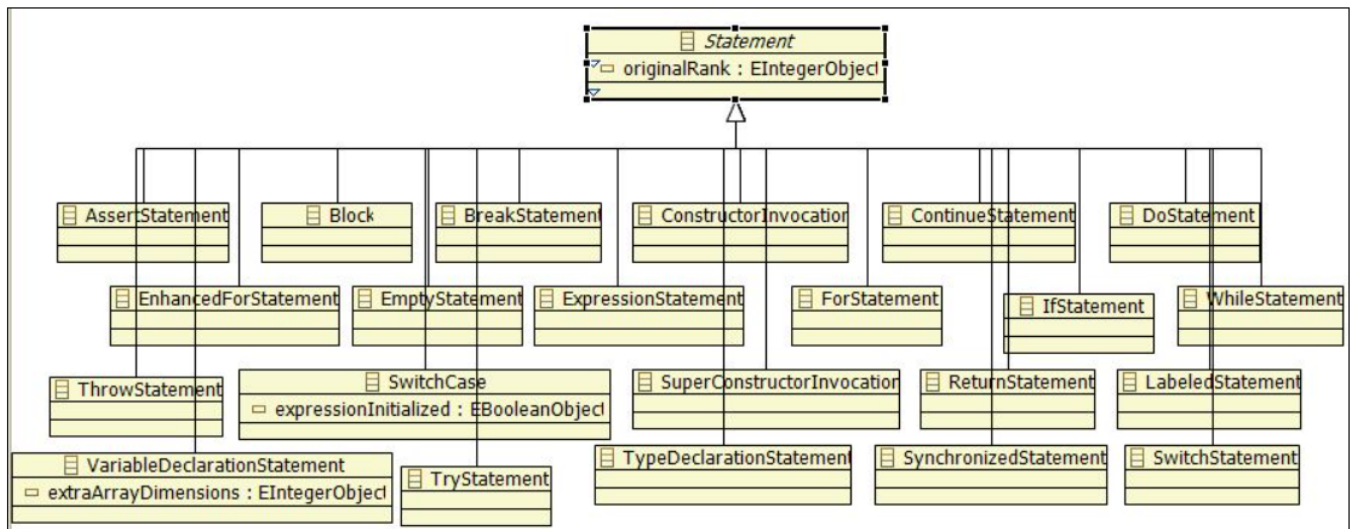 Statement
originalRank : EIntegerObject
AssertStatement
Block
BreakStatement
ConstructorInvocation
ContinueStatement
DoStatement
EnhancedForStatement
EmptyStatement
ExpressionStatement
ForStatement
IfStatement
WhileStatement
ThrowStatement
SwitchCase
expressionInitialized : EBooleanObject
SuperConstructorInvocation
ReturnStatement
LabeledStatement
VariableDeclarationStatement
extraArrayDimensions : EIntegerObject
TryStatement
TypeDeclarationStatement
SynchronizedStatement
SwitchStatement